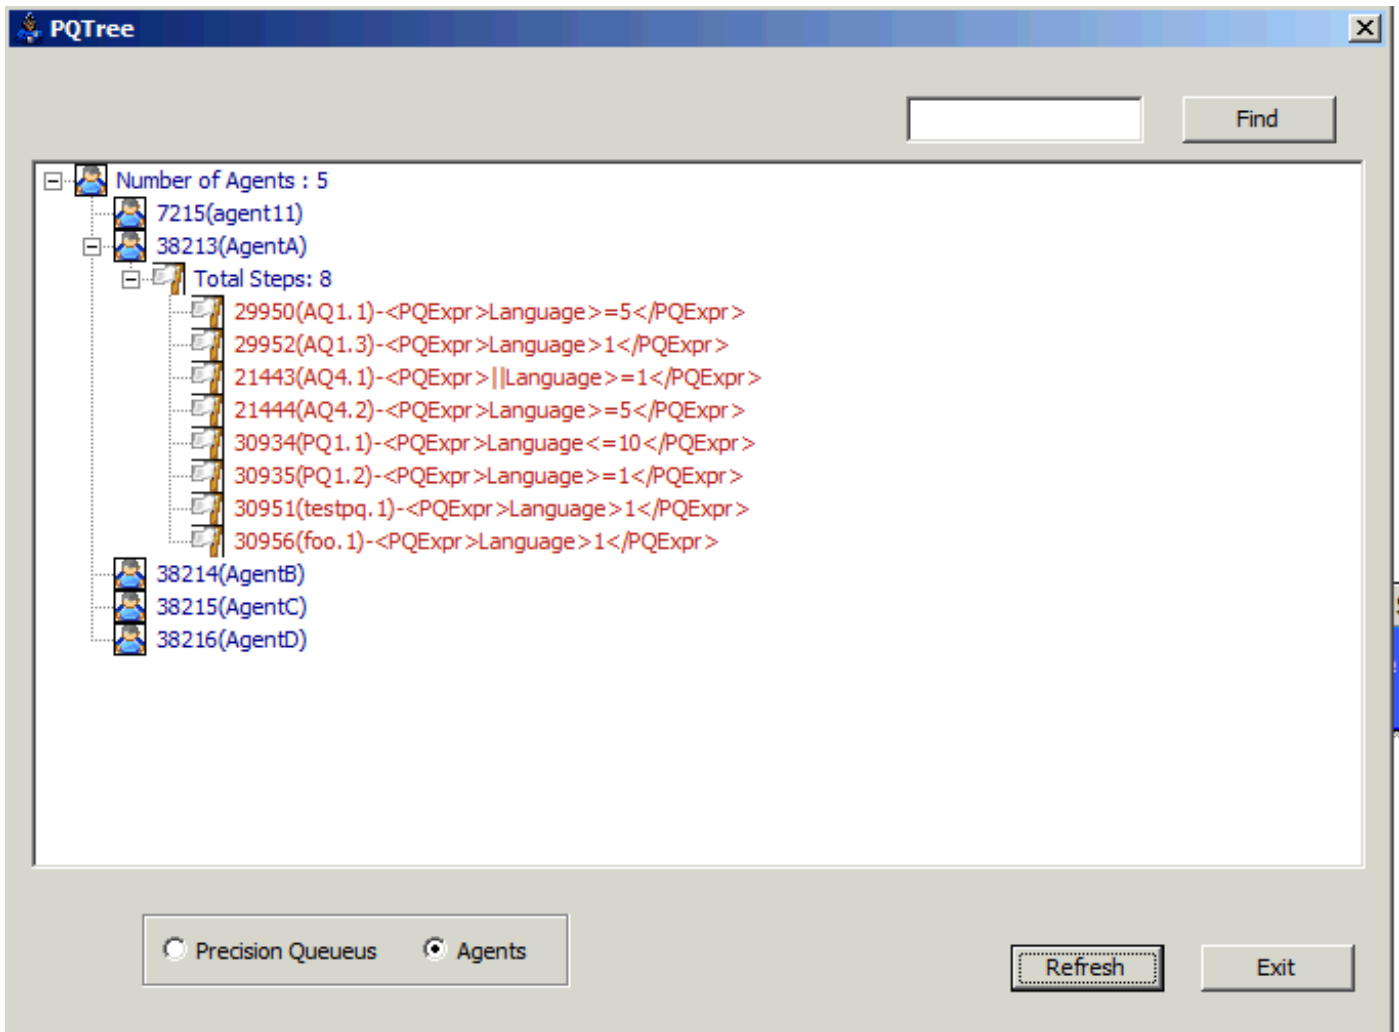 PQTree
Find
Number of Agents : 5
7215(agent11)
38213(AgentA)
Total Steps: 8
29950(AQ1.1)-<PQExpr>Language>=5</PQExpr>
29952(AQ1.3)-<PQExpr>Language>1</PQExpr>
21443(AQ4.1)-<PQExpr>||Language>=1</PQExpr>
21444(AQ4.2)-<PQExpr>Language>=5</PQExpr>
30934(PQ1.1)-<PQExpr>Language<=10</PQExpr>
30935(PQ1.2)-<PQExpr>Language>=1</PQExpr>
30951(testpq.1)-<PQExpr>Language>1</PQExpr>
30956(foo.1)-<PQExpr>Language>1</PQExpr>
38214(AgentB)
38215(AgentC)
38216(AgentD)
Precision Queueus Agents
Refresh Exit